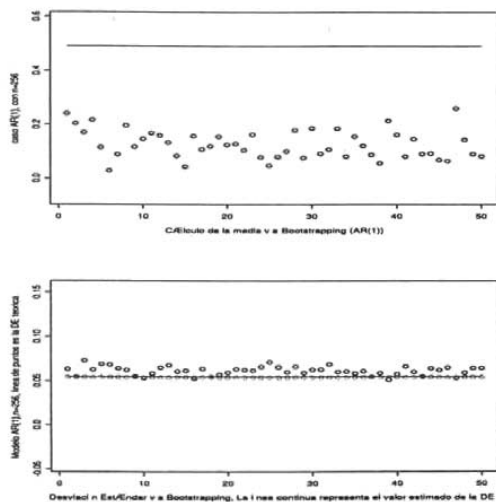 caso AR(1), con n=256
0.6
0.4
0.2
0.0
0 10 20 30 40 50
CÆlculo de la media v a Bootstrapping (AR(1))
Modelo AR(1),n=256, linea de puntos es la DE teorica
0.15
0.10
0.05
0.0
-0.05
0 10 20 30 40 50
Desviaci n EstÆndar v a Bootstrapping, La l nea continua representa el valor estimado de la DE